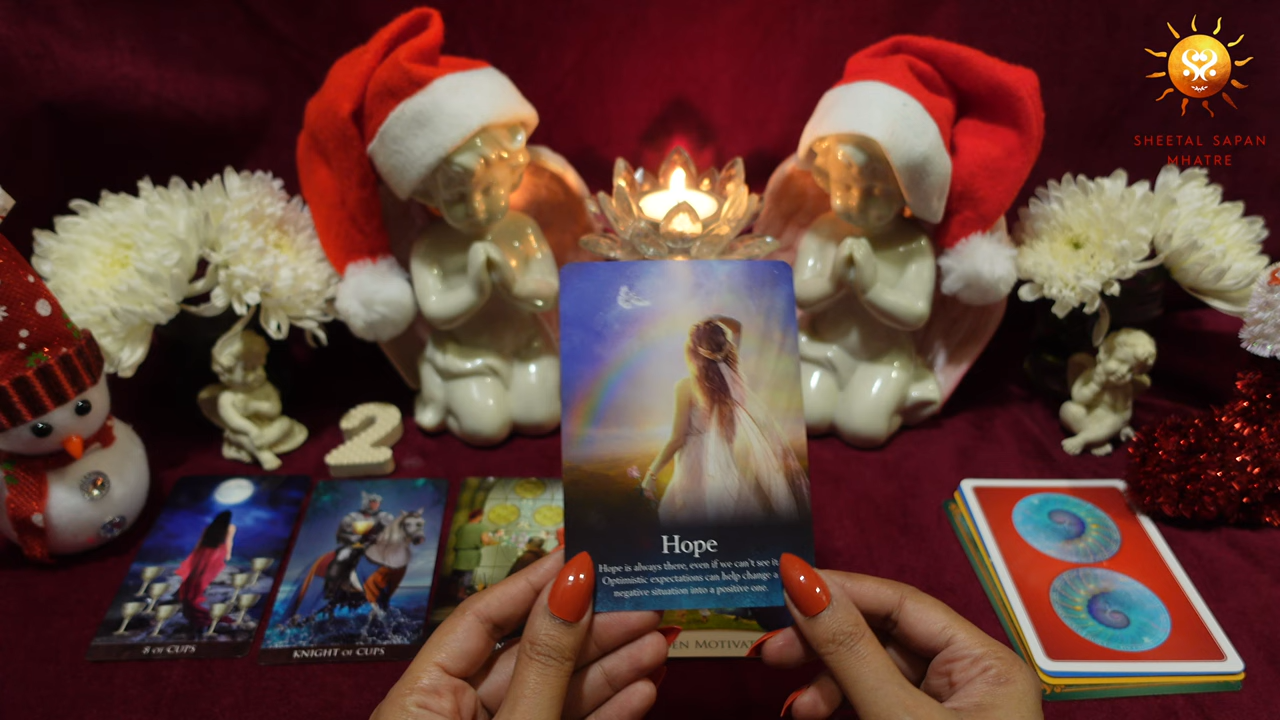 SHEETAL SAPAN
MHATRE
2
Hope
Hope is always there, even if we can't see it.
Optimistic expectations can help change a
negative situation into a positive one.
8 OF CUPS
KNIGHT OF CUPS